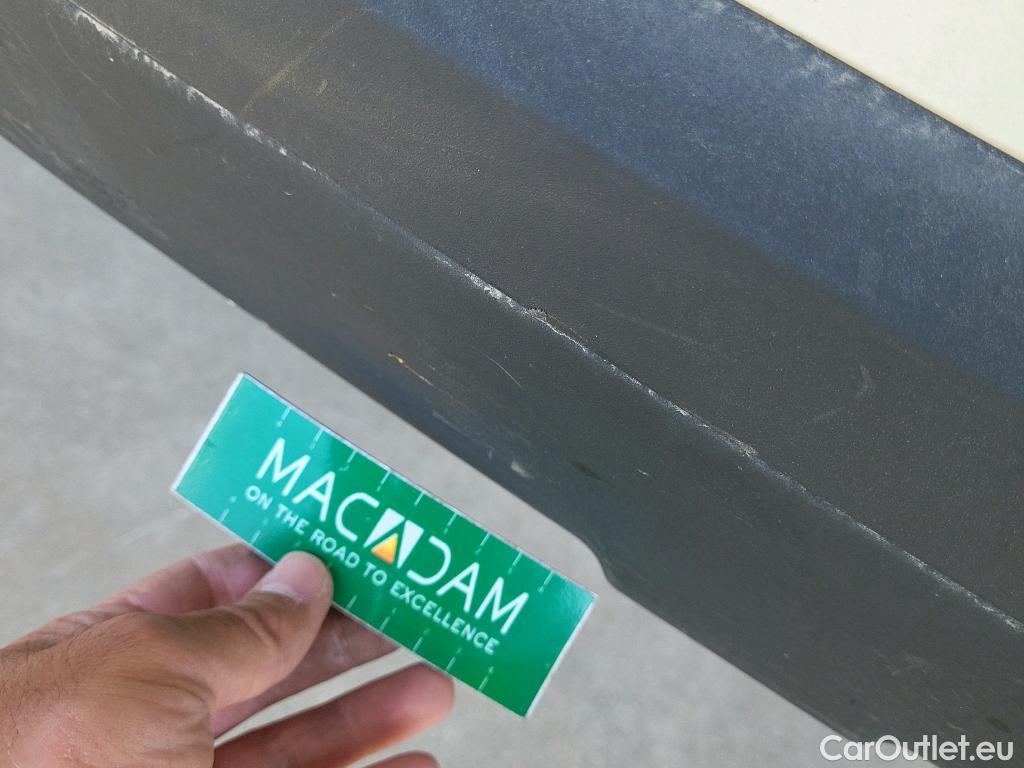 MACADAM
ON THE ROAD TO EXCELLENCE
CarOutlet.eu